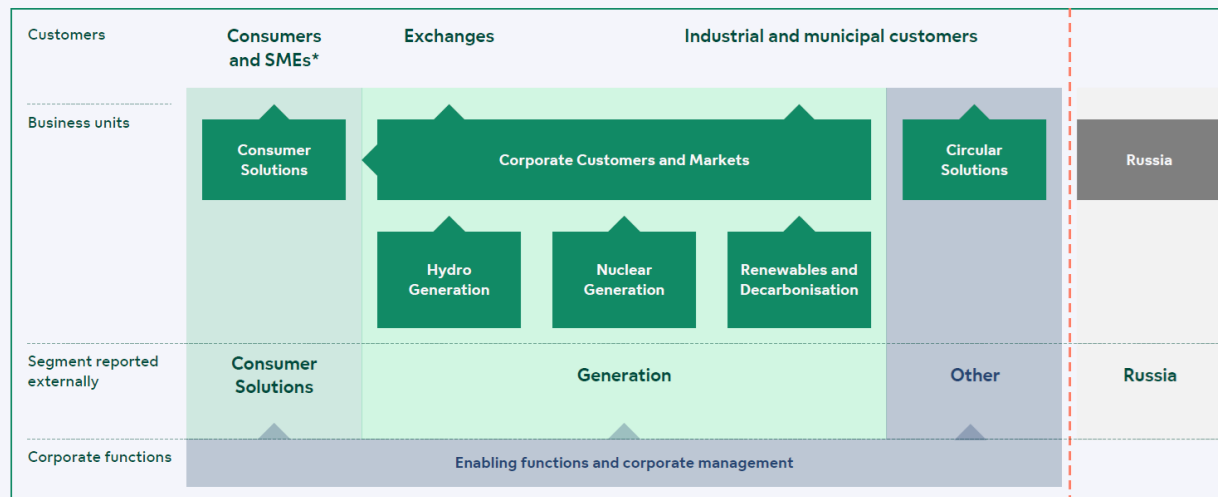 Customers
Consumers
and SMEs*
Exchanges
Industrial and municipal customers
Business units
Consumer
Solutions
Corporate Customers and Markets
Circular
Solutions
Russia
Hydro
Generation
Nuclear
Generation
Renewables and
Decarbonisation
Segment reported
externally
Consumer
Solutions
Generation
Other
Russia
Corporate functions
Enabling functions and corporate management